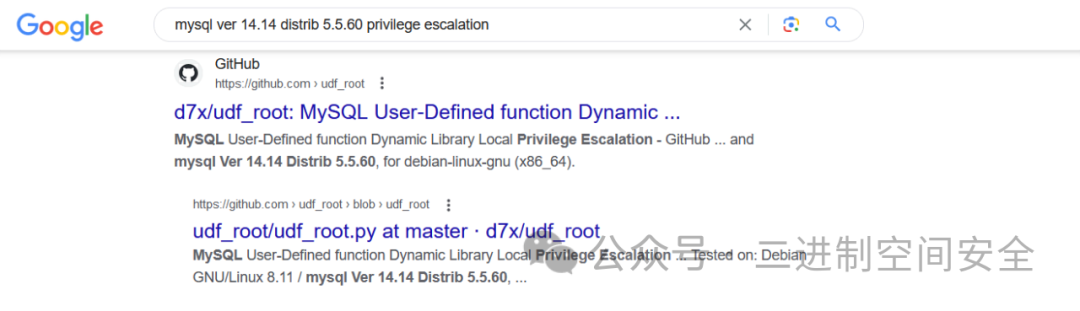 Google
mysql ver 14.14 distrib 5.5.60 privilege escalation
GitHub
https://github.com › udf_root
d7x/udf_root: MySQL User-Defined function Dynamic ...
MySQL User-Defined function Dynamic Library Local Privilege Escalation - GitHub ... and
mysql Ver 14.14 Distrib 5.5.60, for debian-linux-gnu (x86_64).
https://github.com › udf_root › blob › udf_root
udf_root/udf_root.py at master · d7x/udf_root
MySQL User-Defined function Dynamic Library Local Privilege Escalation ... Tested on: Debian
GNU/Linux 8.11 / mysql Ver 14.14 Distrib 5.5.60, ...
公众号 · 二进制空间安全